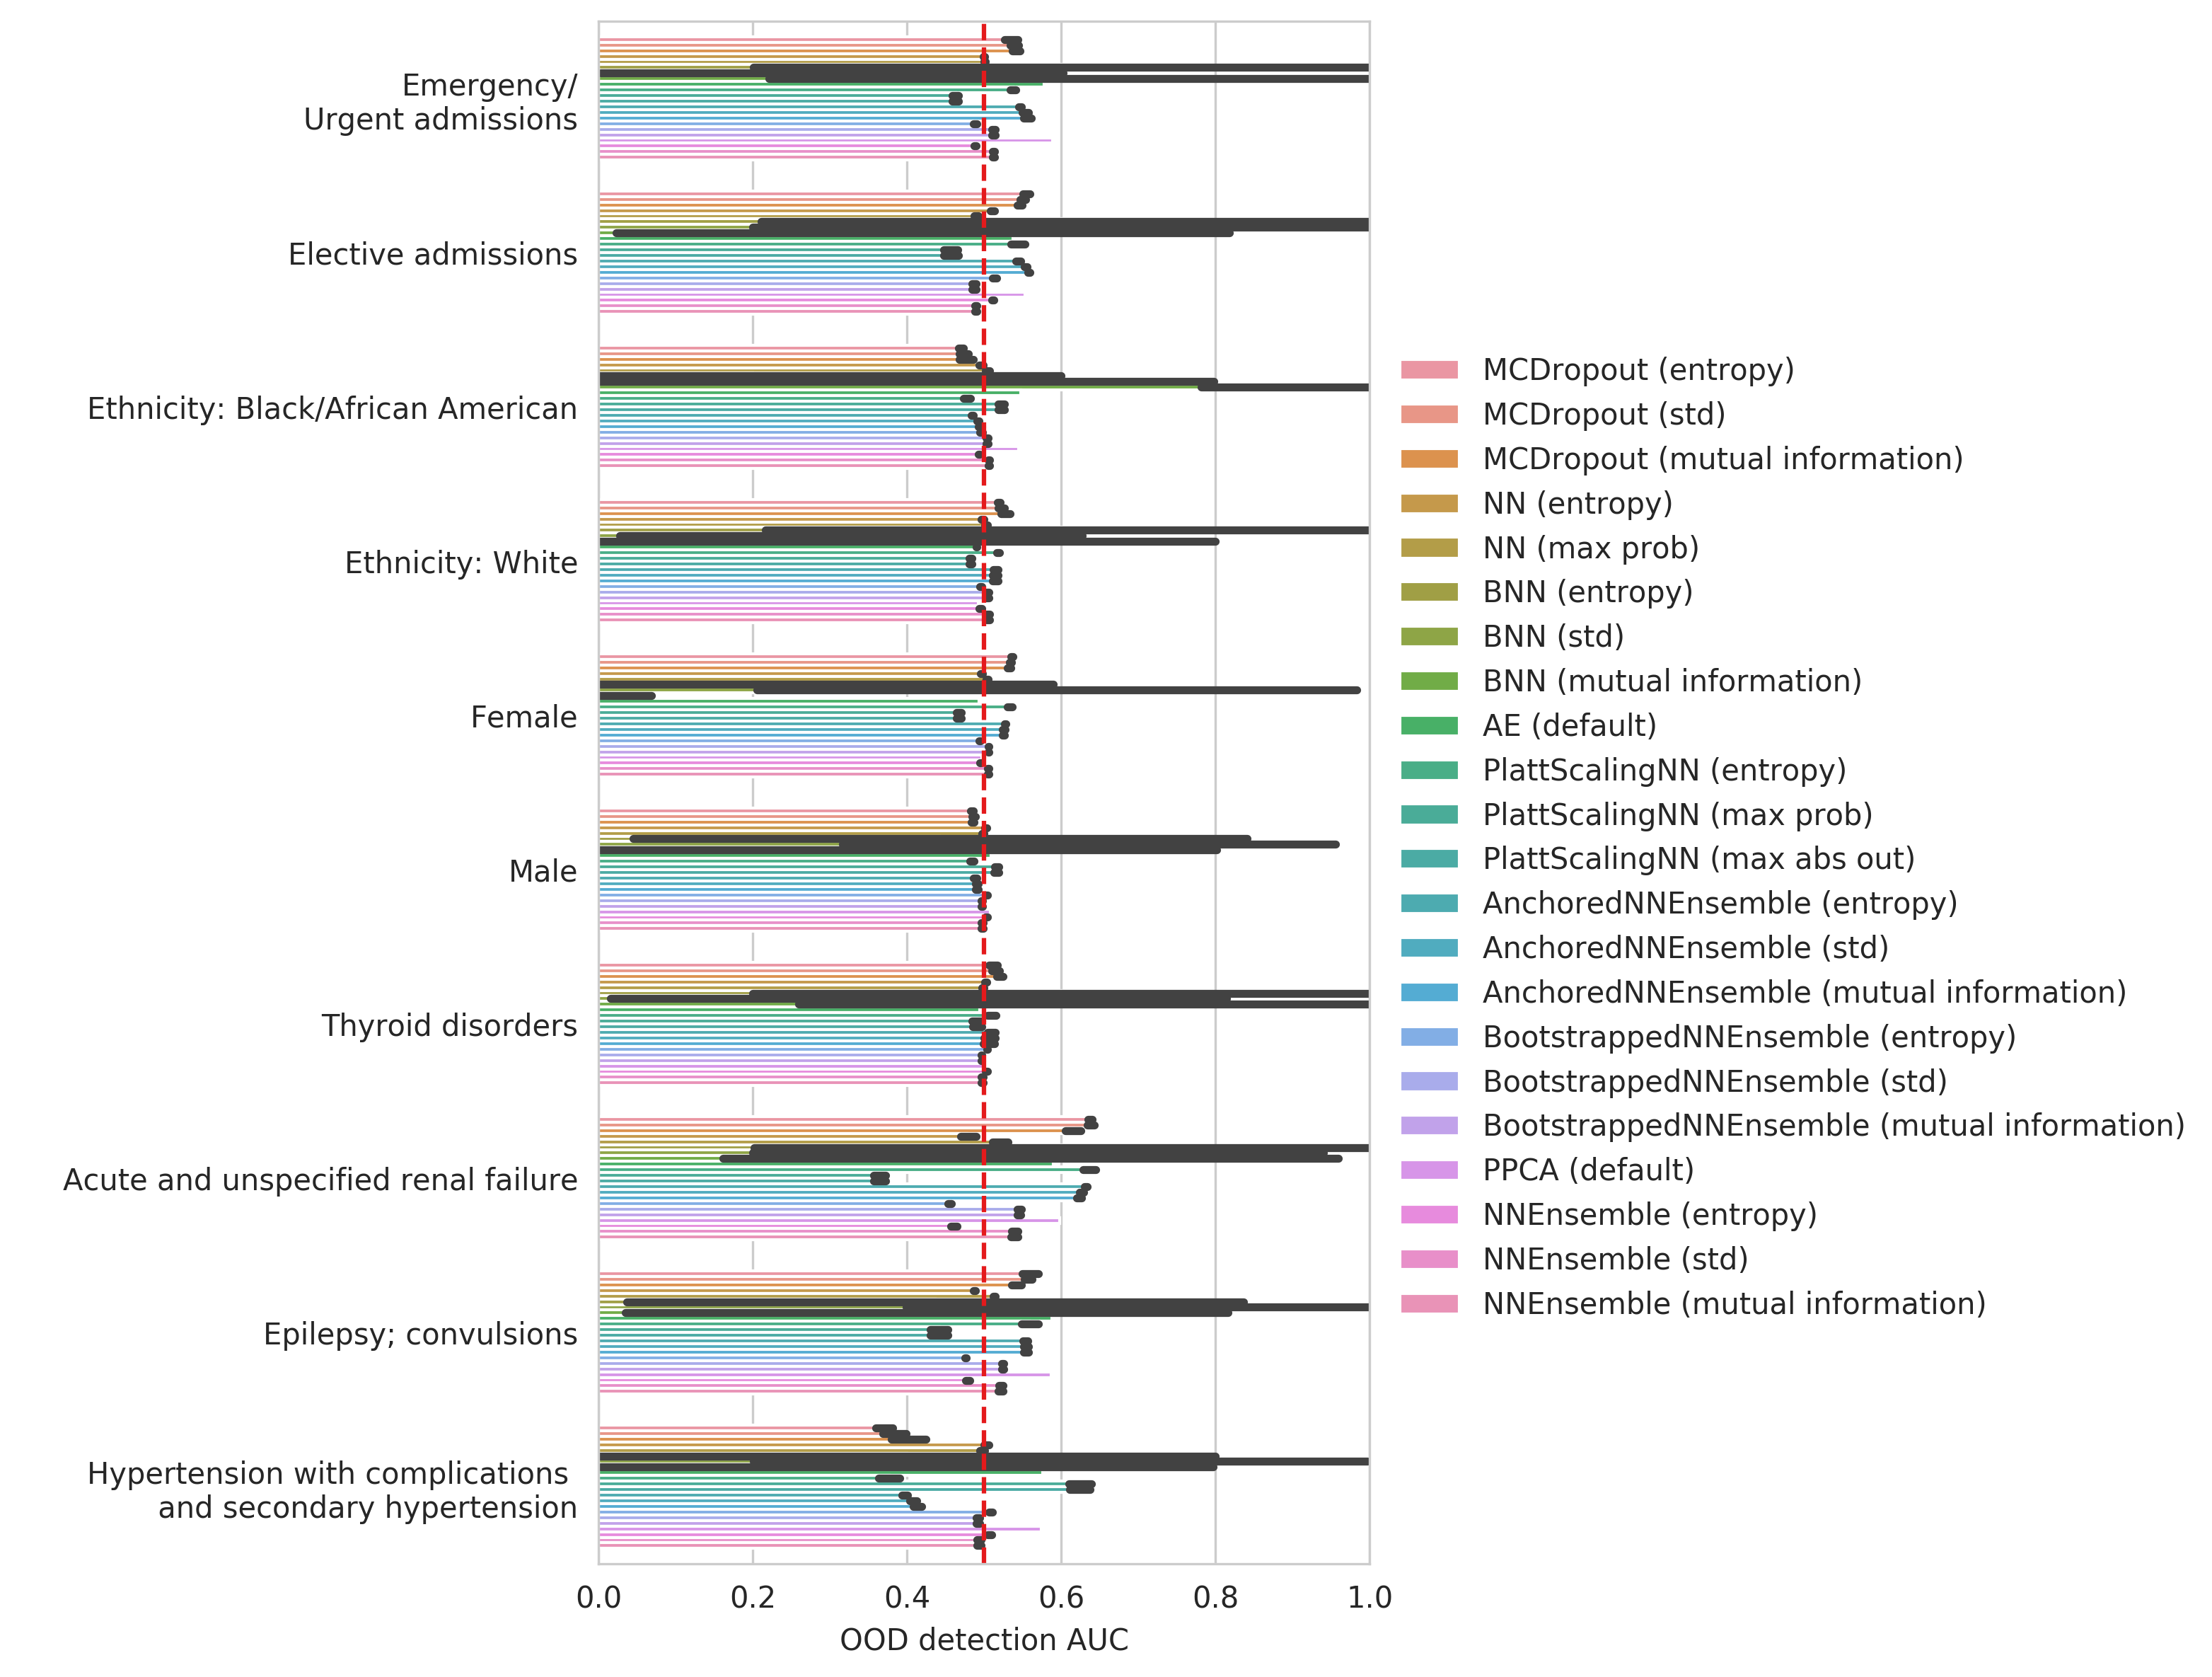 Emergency/
Urgent admissions
Elective admissions
Ethnicity: Black/African American
Ethnicity: White
Female
Male
Thyroid disorders
Acute and unspecified renal failure
Epilepsy; convulsions
Hypertension with complications
and secondary hypertension
0.0 0.2 0.4 0.6 0.8 1.0
OOD detection AUC
MCDropout (entropy)
MCDropout (std)
MCDropout (mutual information)
NN (entropy)
NN (max prob)
BNN (entropy)
BNN (std)
BNN (mutual information)
AE (default)
PlattScalingNN (entropy)
PlattScalingNN (max prob)
PlattScalingNN (max abs out)
AnchoredNNEnsemble (entropy)
AnchoredNNEnsemble (std)
AnchoredNNEnsemble (mutual information)
BootstrappedNNEnsemble (entropy)
BootstrappedNNEnsemble (std)
BootstrappedNNEnsemble (mutual information)
PPCA (default)
NNEnsemble (entropy)
NNEnsemble (std)
NNEnsemble (mutual information)